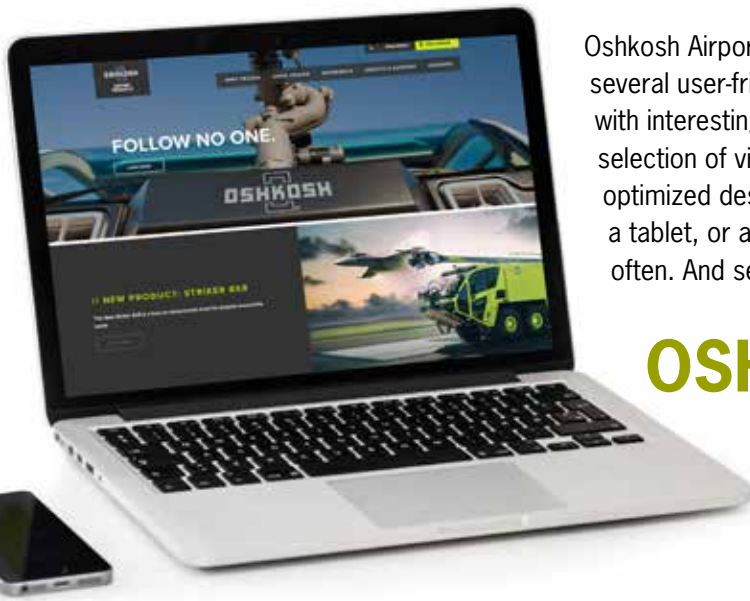 Oshkosh Airpor
several user-fri
with interestin
selection of vi
optimized des
a tablet, or a
often. And se
OSH
FOLLOW NO ONE.
OSHKOSH
// NEW PRODUCT: STRIKER 8X8